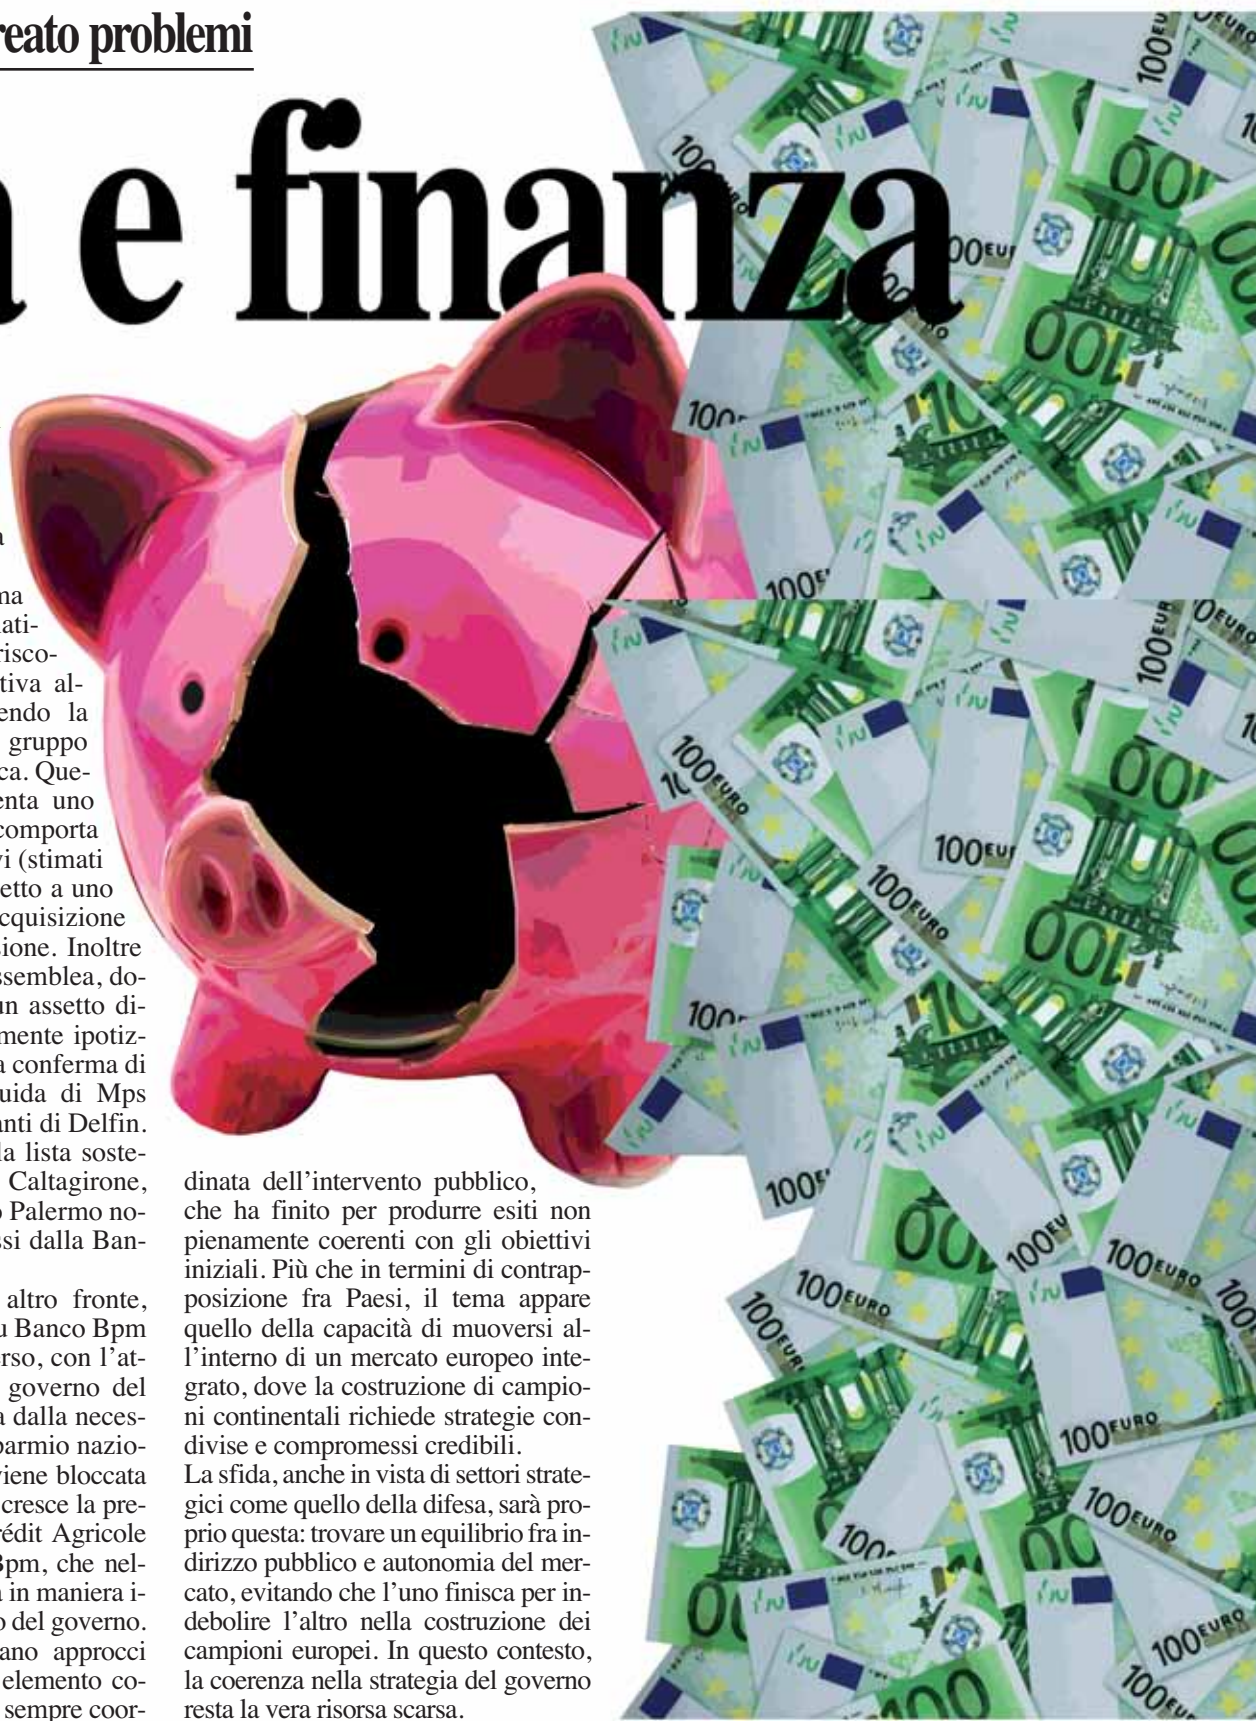 reato problemi
a e finanza
a
ma
lati-
risco-
tiva al-
endo la
gruppo
ca. Que-
enta uno
comporta
vi (stimati
etto a uno
cquisizione
sione. Inoltre
ssemblea, do-
un assetto di-
mente ipotiz-
a conferma di
uida di Mps
anti di Delfin.
la lista soste-
Caltagirone,
o Palermo no-
ssi dalla Ban-
altro fronte,
u Banco Bpm
erso, con l'at-
governo del
a dalla neces-
parmio nazio-
viene bloccata
cresce la pre-
rédit Agricole
Bpm, che nel-
a in maniera i-
o del governo.
ano approcci
elemento co-
sempre coor-
dinata dell'intervento pubblico,
che ha finito per produrre esiti non
pienamente coerenti con gli obiettivi
iniziali. Più che in termini di contrap-
posizione fra Paesi, il tema appare
quello della capacità di muoversi al-
l'interno di un mercato europeo inte-
grato, dove la costruzione di campio-
ni continentali richiede strategie con-
divise e compromessi credibili.
La sfida, anche in vista di settori strate-
gici come quello della difesa, sarà pro-
prio questa: trovare un equilibrio fra in-
dirizzo pubblico e autonomia del mer-
cato, evitando che l'uno finisca per in-
debolire l'altro nella costruzione dei
campioni europei. In questo contesto,
la coerenza nella strategia del governo
resta la vera risorsa scarsa.
100 EURO
100 EURO
100 EURO
100 EURO
100 EURO
100 EURO
100 EURO
100 EURO